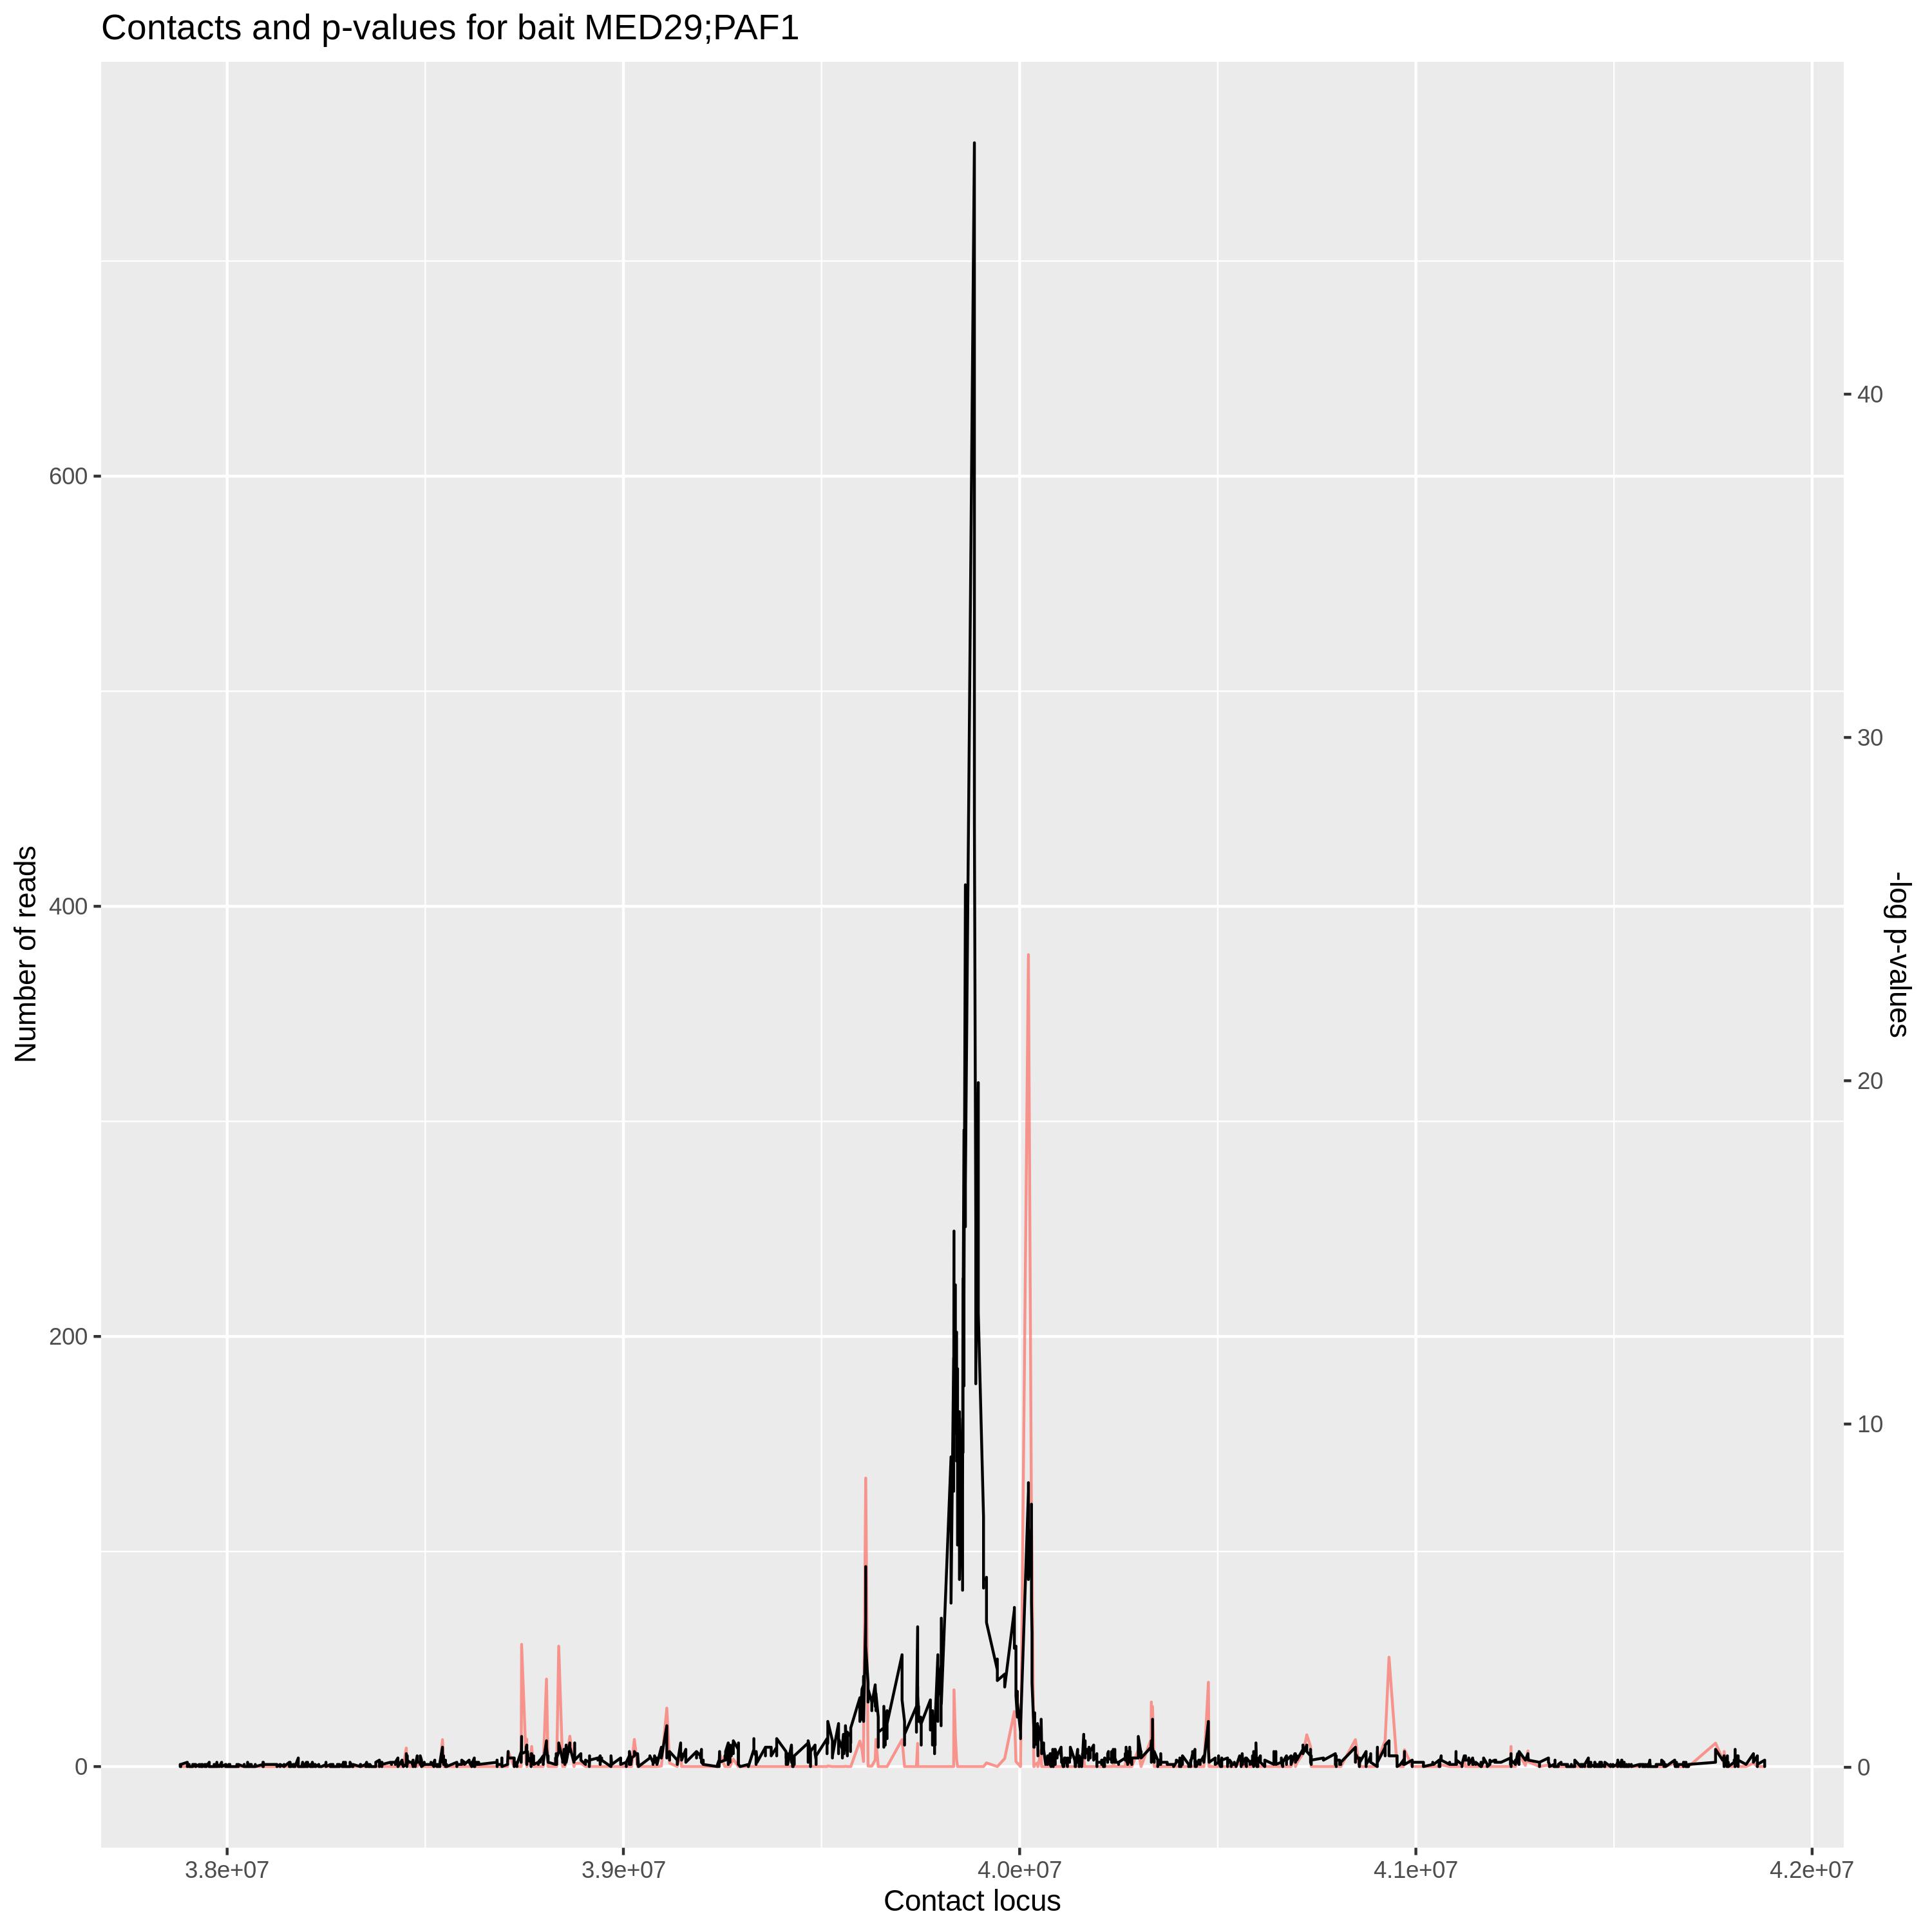 Contacts and p-values for bait MED29;PAF1
Number of reads
600
400
200
0
40
30
20
10
0
-log p-values
3.8e+07
3.9e+07
4.0e+07
4.1e+07
4.2e+07
Contact locus